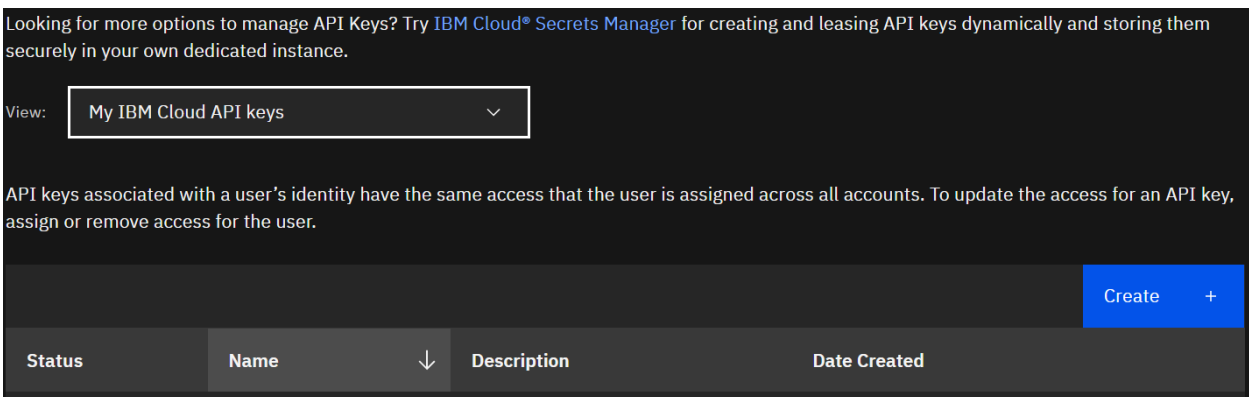 Looking for more options to manage API Keys? Try IBM Cloud® Secrets Manager for creating and leasing API keys dynamically and storing them
securely in your own dedicated instance.
View: My IBM Cloud API keys
API keys associated with a user's identity have the same access that the user is assigned across all accounts. To update the access for an API key,
assign or remove access for the user.
Create +
Status Name Description Date Created